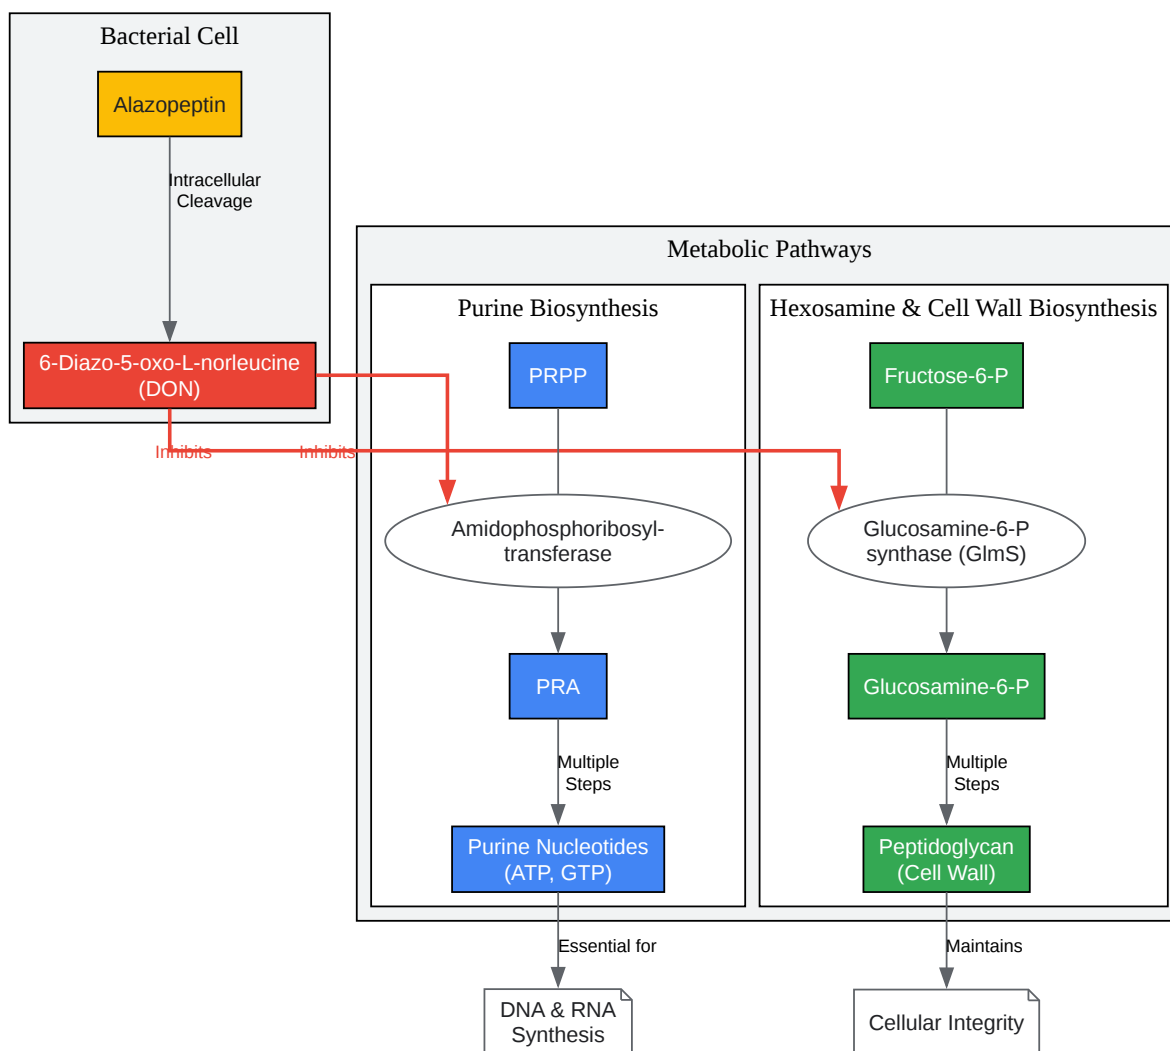 Bacterial Cell
Alazopeptin
Intracellular
Cleavage
6-Diazo-5-oxo-L-norleucine
(DON)
Inhibits
Inhibits
Metabolic Pathways
Purine Biosynthesis
PRPP
Amidophosphoribosyl-
transferase
PRA
Multiple
Steps
Purine Nucleotides
(ATP, GTP)
Essential for
DNA & RNA
Synthesis
Hexosamine & Cell Wall Biosynthesis
Fructose-6-P
Glucosamine-6-P
synthase (GlmS)
Glucosamine-6-P
Multiple
Steps
Peptidoglycan
(Cell Wall)
Maintains
Cellular Integrity